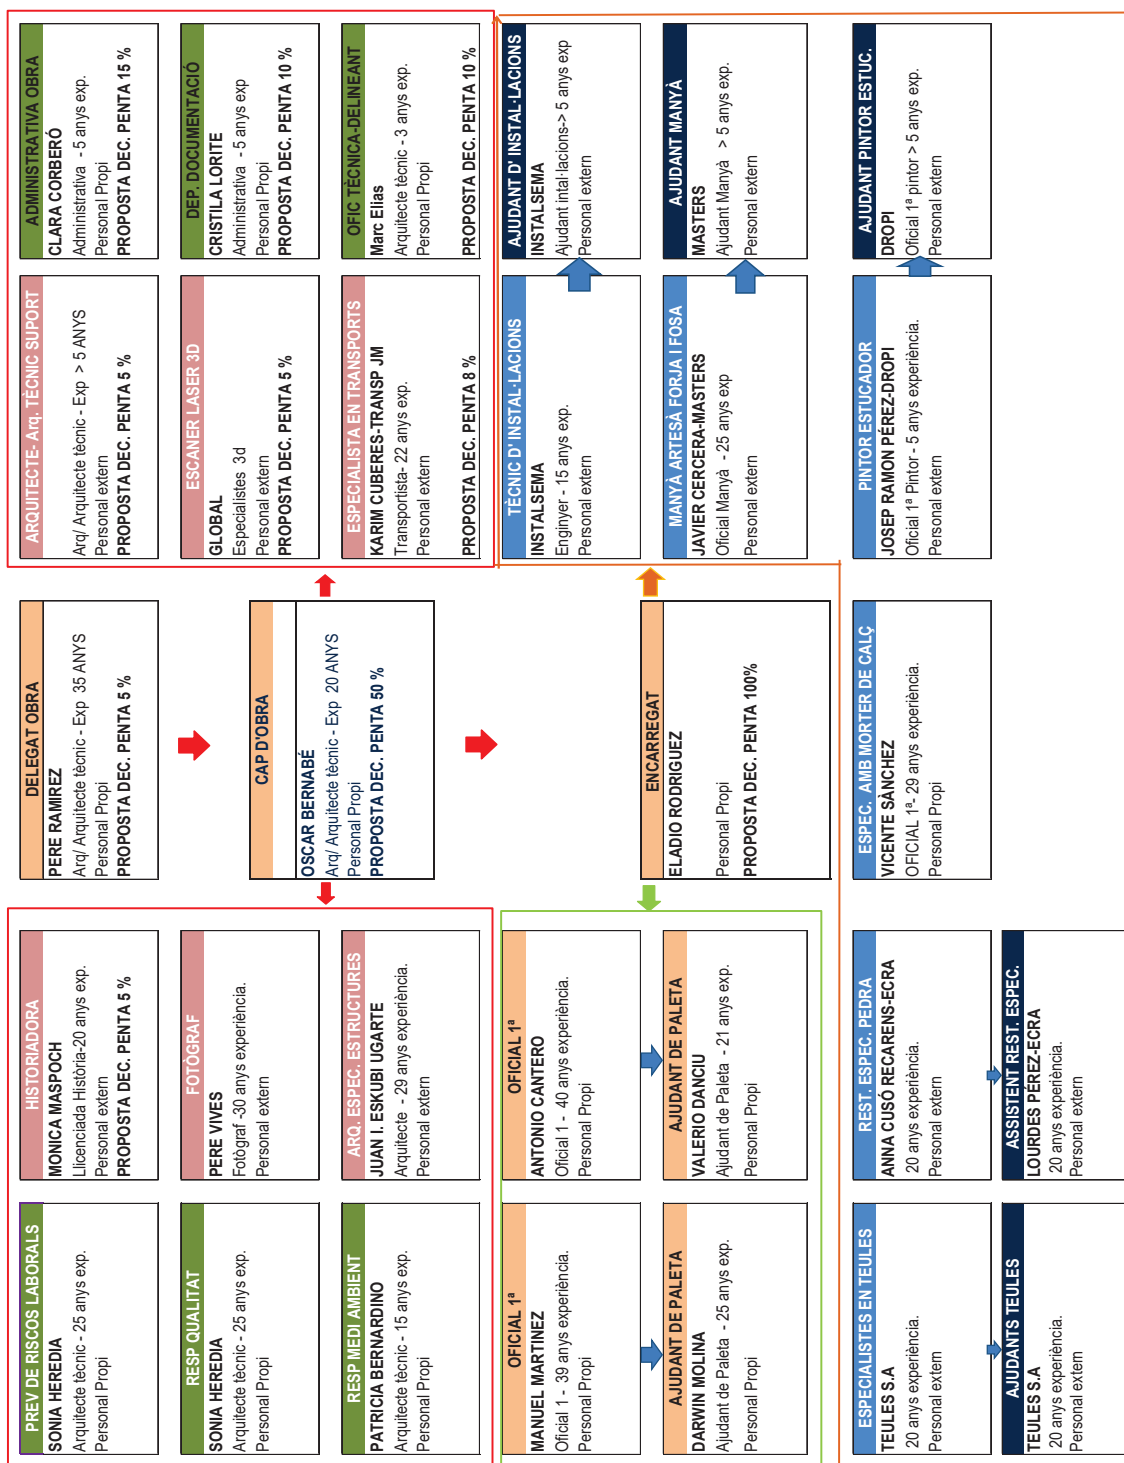 PREV DE RISCOS LABORALS
SONIA HEREDIA
Arquitecte tècnic - 25 anys exp.
Personal Propi
HISTORIADORA
MONICA MASPOCH
Llicenciada Història-20 anys exp.
Personal extern
PROPOSTA DEC. PENTA 5 %
DELEGAT OBRA
PERE RAMIREZ
Arq/ Arquitecte tècnic - Exp 35 ANYS
Personal Propi
PROPOSTA DEC. PENTA 5 %
ARQUITECTE- Arq. TÈCNIC SUPORT
Arq/ Arquitecte tècnic - Exp > 5 ANYS
Personal extern
PROPOSTA DEC. PENTA 5 %
ADMINISTRATIVA OBRA
CLARA CORBERÓ
Administrativa - 5 anys exp.
Personal Propi
PROPOSTA DEC. PENTA 15 %
RESP QUALITAT
SONIA HEREDIA
Arquitecte tècnic - 25 anys exp.
Personal Propi
FOTÒGRAF
PERE VIVES
Fotògraf -30 anys experiència.
Personal extern
CAP D'OBRA
OSCAR BERNABÉ
Arq/ Arquitecte tècnic - Exp 20 ANYS
Personal Propi
PROPOSTA DEC. PENTA 50 %
ESCANER LASER 3D
GLOBAL
Especialistes 3d
Personal extern
PROPOSTA DEC. PENTA 5 %
DEP. DOCUMENTACIÓ
CRISTILA LORITE
Administrativa - 5 anys exp
Personal Propi
PROPOSTA DEC. PENTA 10 %
RESP MEDI AMBIENT
PATRICIA BERNARDINO
Arquitecte tècnic - 15 anys exp.
Personal Propi
ARQ. ESPEC. ESTRUCTURES
JUAN I. ESKUBI UGARTE
Arquitecte - 29 anys experiència.
Personal extern
ESPECIALISTA EN TRANSPORTS
KARIM CUBERES-TRANSP JM
Transportista- 22 anys exp.
Personal extern
PROPOSTA DEC. PENTA 8 %
OFIC TÈCNICA-DELINEANT
Marc Elias
Arquitecte tècnic - 3 anys exp.
Personal Propi
PROPOSTA DEC. PENTA 10 %
OFICIAL 1ª
MANUEL MARTINEZ
Oficial 1 - 39 anys experiència.
Personal Propi
OFICIAL 1ª
ANTONIO CANTERO
Oficial 1 - 40 anys experiència.
Personal Propi
TÈCNIC D' INSTAL·LACIONS
INSTALSEMA
Enginyer - 15 anys exp.
Personal extern
AJUDANT D' INSTAL·LACIONS
INSTALSEMA
Ajudant intal·lacions-> 5 anys exp
Personal extern
ENCARREGAT
ELADIO RODRIGUEZ
Personal Propi
PROPOSTA DEC. PENTA 100%
AJUDANT DE PALETA
DARWIN MOLINA
Ajudant de Paleta - 25 anys exp.
Personal Propi
AJUDANT DE PALETA
VALERIO DANCIU
Ajudant de Paleta - 21 anys exp.
Personal Propi
MANYÀ ARTESÀ FORJA I FOSA
JAVIER CERCERA-MASTERS
Oficial Manyà - 25 anys exp
Personal extern
AJUDANT MANYÀ
MASTERS
Ajudant Manyà > 5 anys exp.
Personal extern
ESPECIALISTES EN TEULES
TEULES S.A
20 anys experiència.
Personal extern
REST. ESPEC. PEDRA
ANNA CUSÓ RECARENS-ECRA
20 anys experiència.
Personal extern
ESPEC. AMB MORTER DE CALÇ
VICENTE SÀNCHEZ
OFICIAL 1ª- 29 anys experiència.
Personal Propi
PINTOR ESTUCADOR
JOSEP RAMON PÉREZ-DROPI
Oficial 1ª Pintor - 5 anys experiència.
Personal extern
AJUDANT PINTOR ESTUC.
DROPI
Oficial 1ª pintor > 5 anys exp.
Personal extern
AJUDANTS TEULES
TEULES S.A
20 anys experiència.
Personal extern
ASSISTENT REST. ESPEC.
LOURDES PÉREZ-ECRA
20 anys experiència.
Personal extern